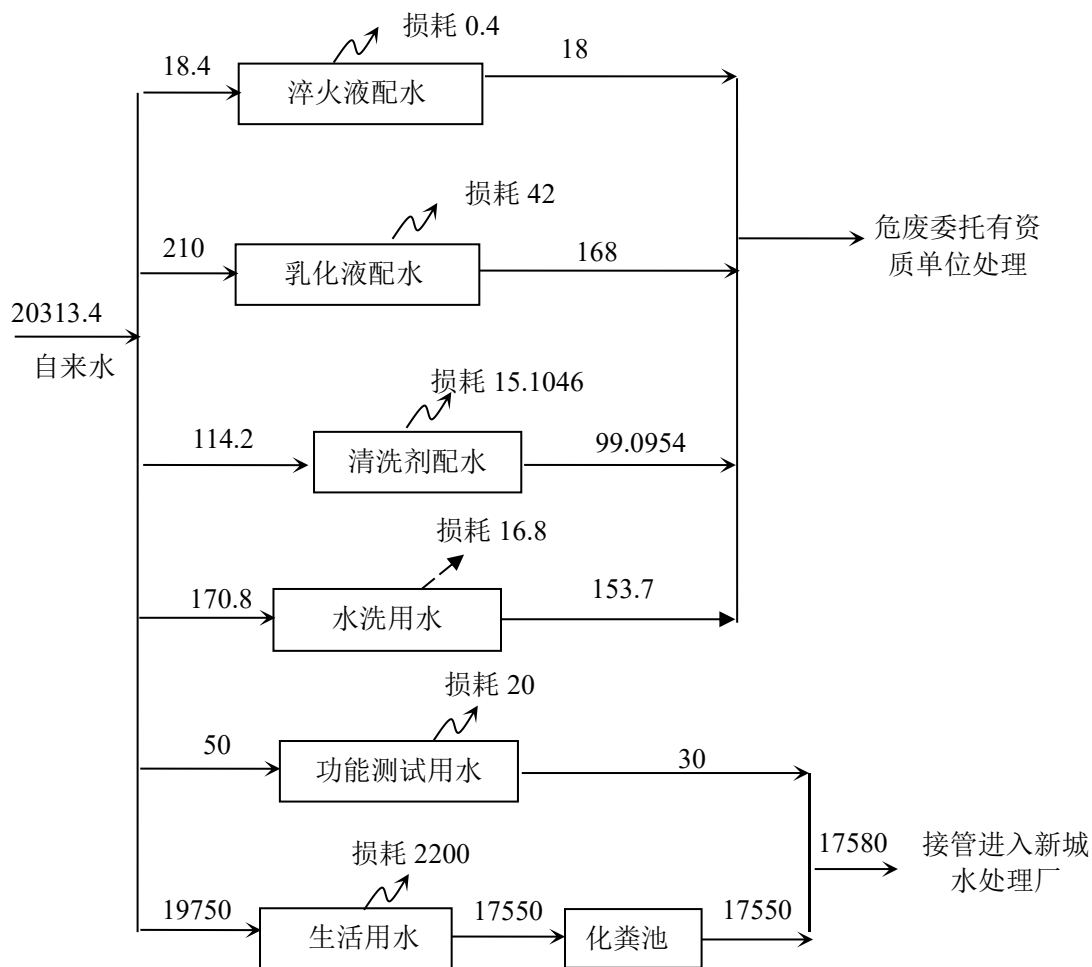 损耗 0.4
18.4
淬火液配水
18
损耗 42
210
乳化液配水
168
危废委托有资
质单位处理
20313.4
自来水
损耗 15.1046
114.2
清洗剂配水
99.0954
损耗 16.8
170.8
水洗用水
153.7
损耗 20
50
功能测试用水
30
17580
接管进入新城
水处理厂
损耗 2200
19750
生活用水
17550
化粪池
17550